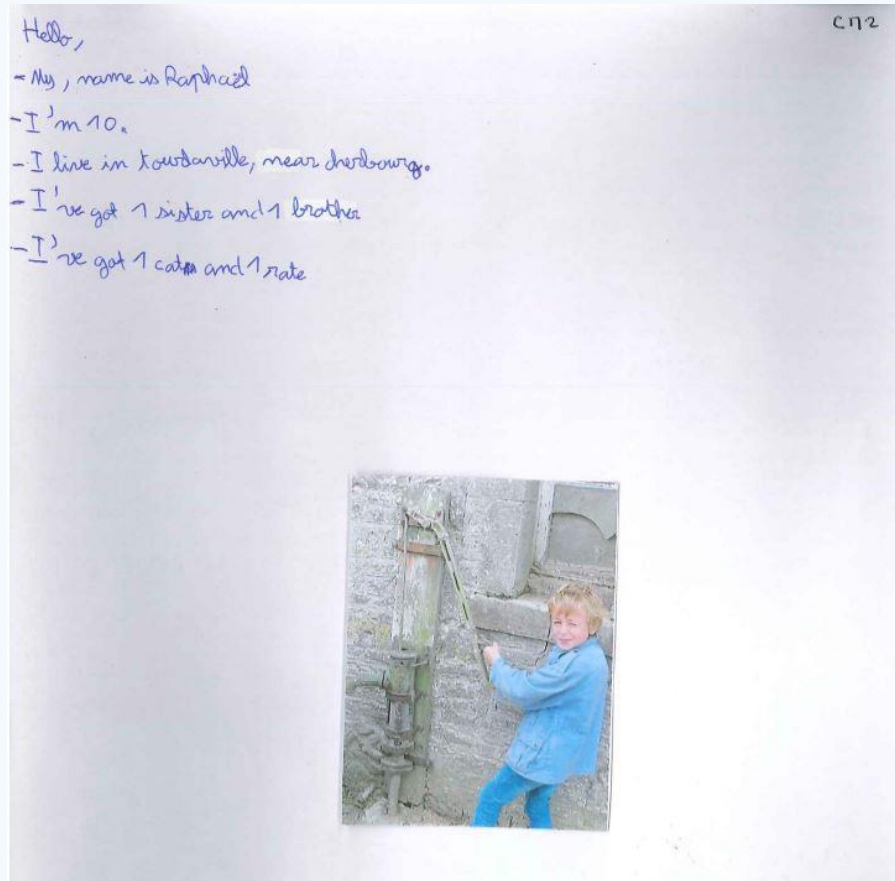 CM2
Hello,
- My, name is Raphaël
- I'm 10.
- I live in tourlaville, near cherbourg.
- I've got 1 sister and 1 brother
- I've got 1 cat and 1 rate